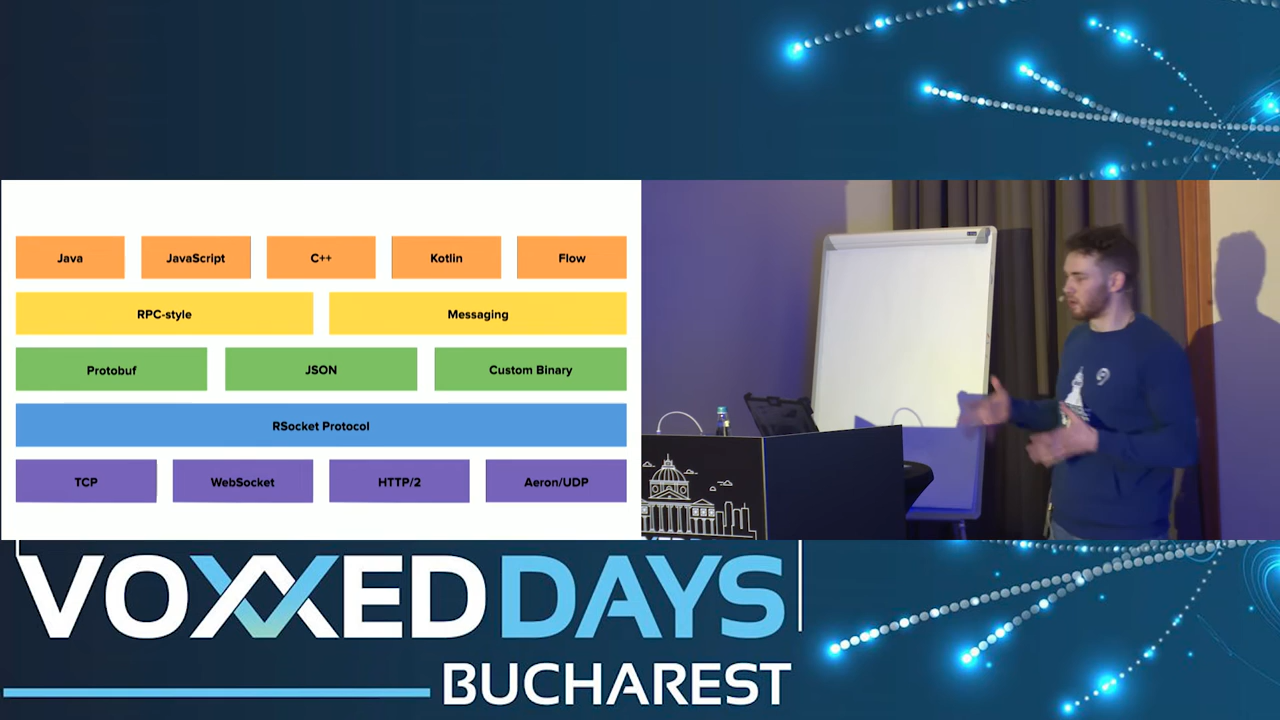 Java JavaScript C++ Kotlin Flow
RPC-style Messaging
Protobuf JSON Custom Binary
RSocket Protocol
TCP WebSocket HTTP/2 Aeron/UDP
VOXXED DAYS
BUCHAREST